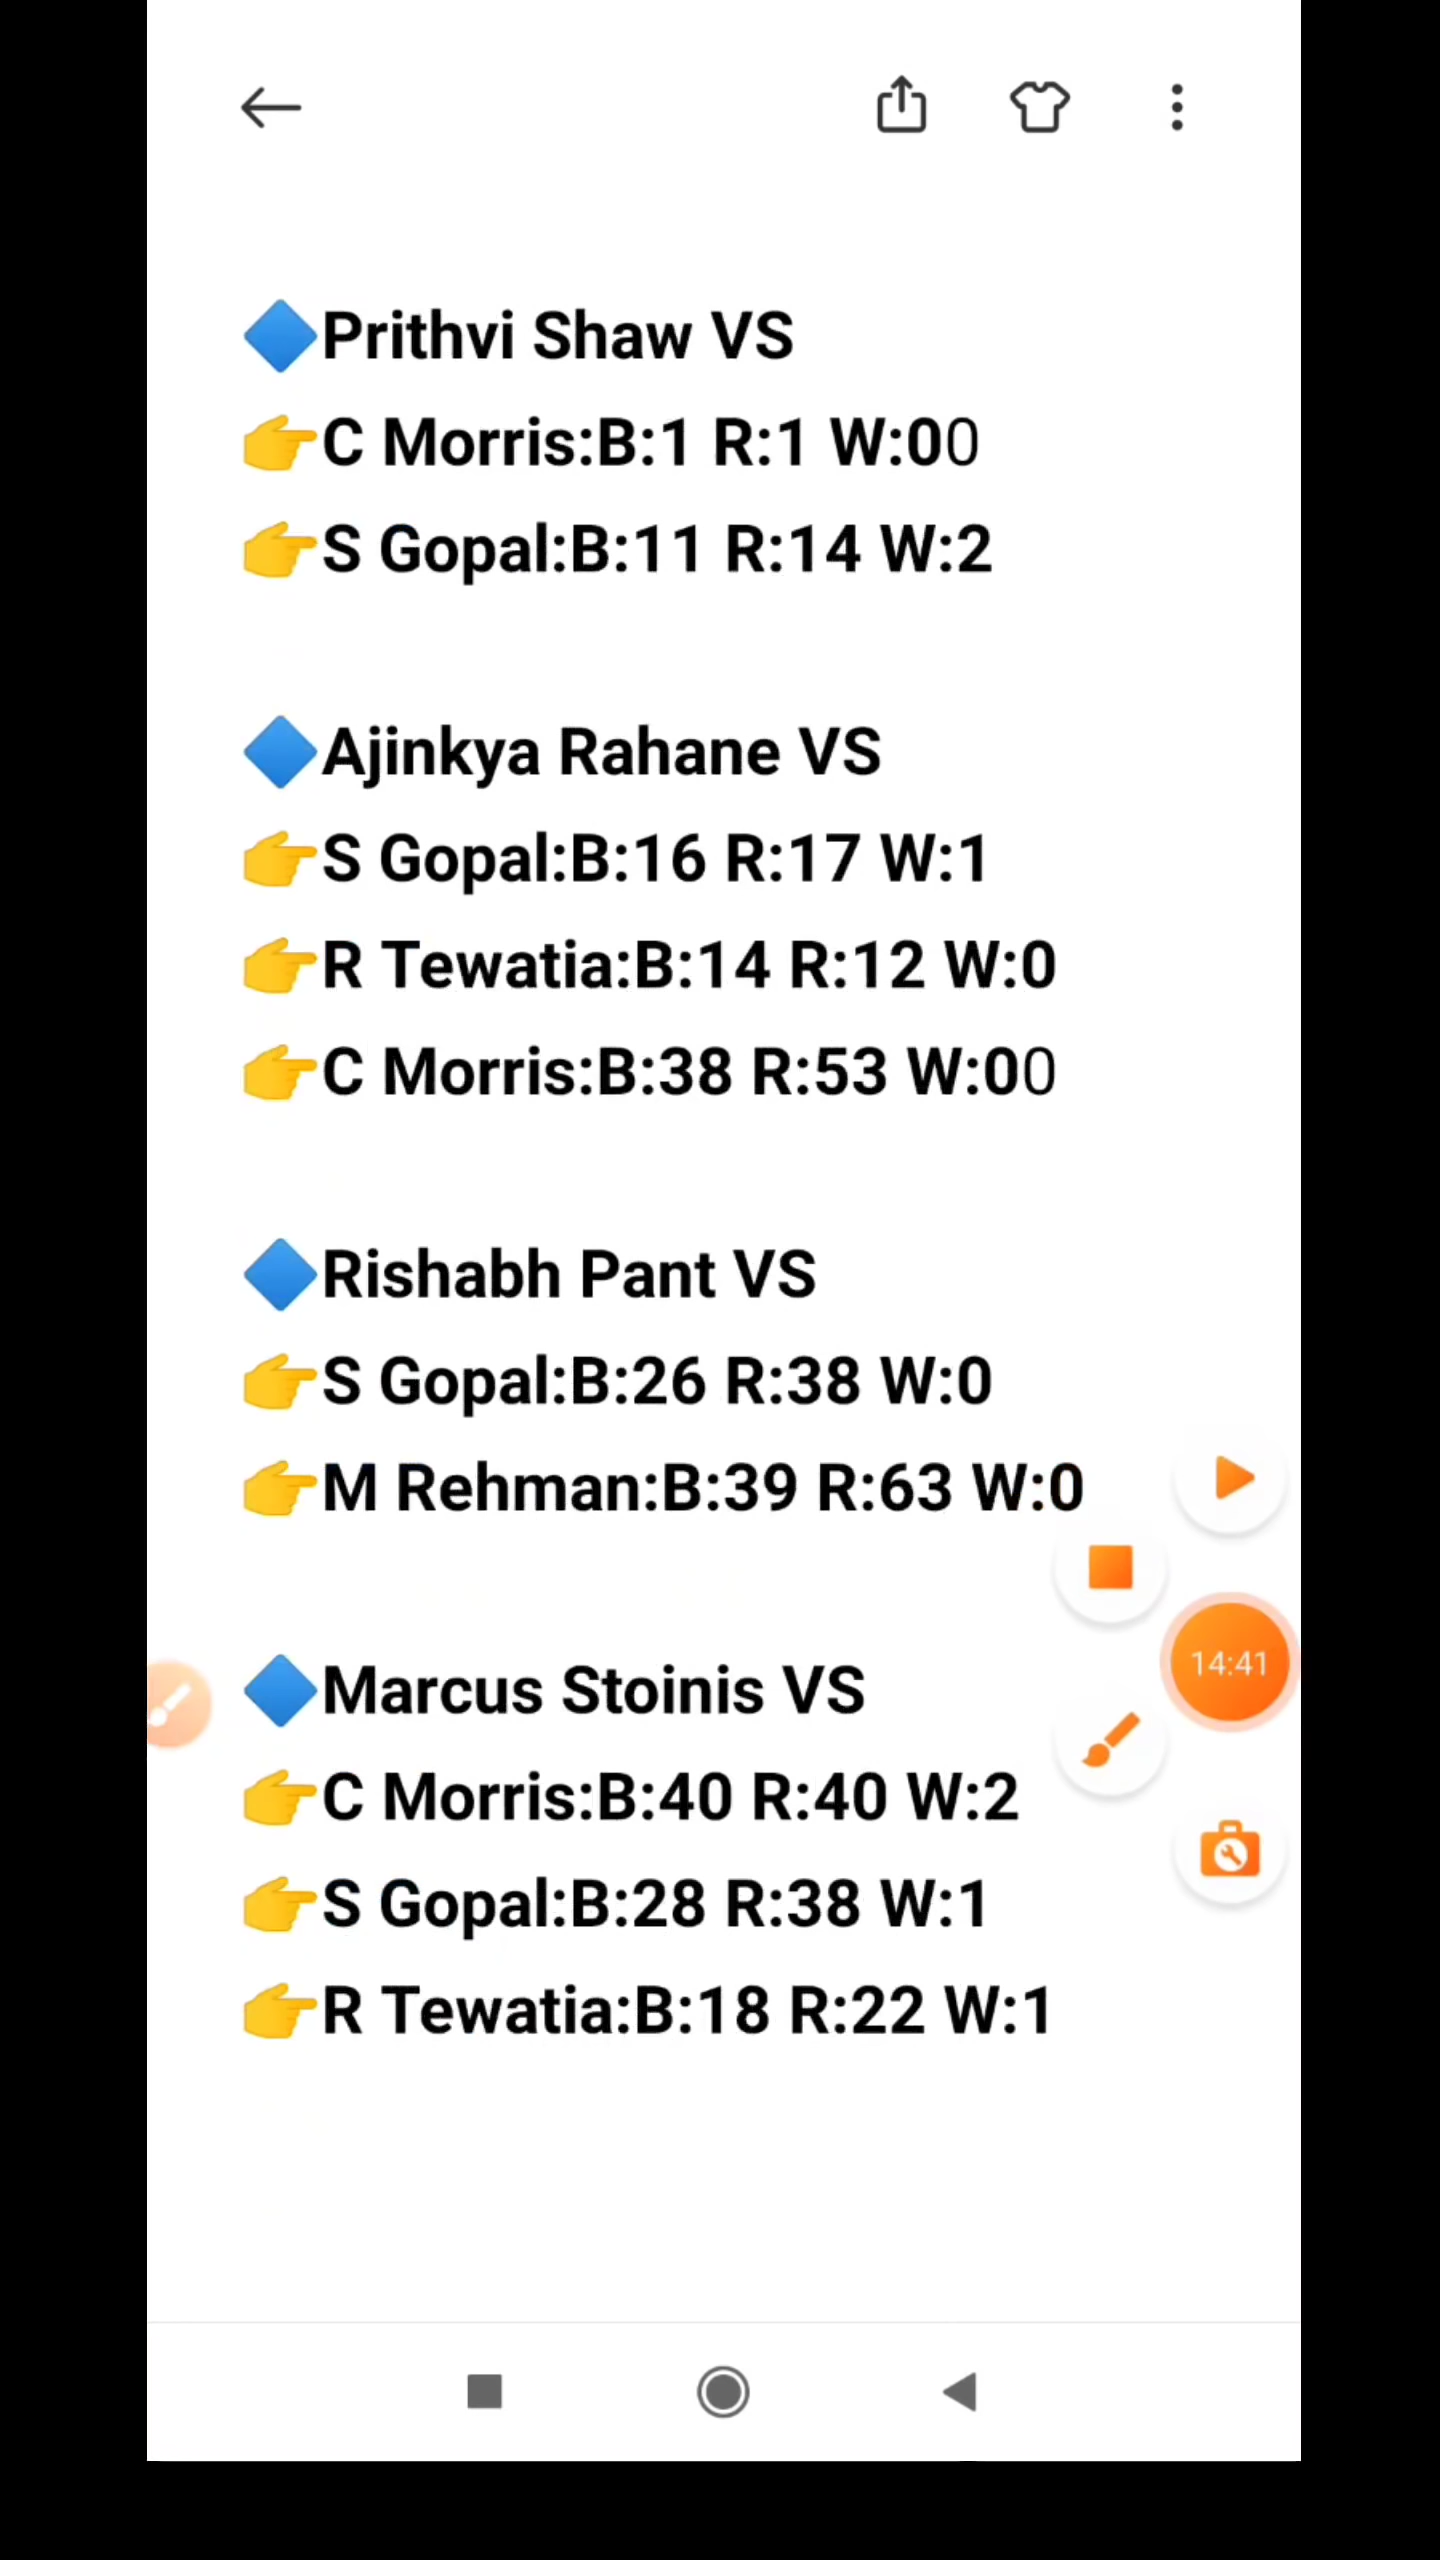 🔷Prithvi Shaw VS
👉C Morris:B:1 R:1 W:00
👉S Gopal:B:11 R:14 W:2
🔷Ajinkya Rahane VS
👉S Gopal:B:16 R:17 W:1
👉R Tewatia:B:14 R:12 W:0
👉C Morris:B:38 R:53 W:00
🔷Rishabh Pant VS
👉S Gopal:B:26 R:38 W:0
👉M Rehman:B:39 R:63 W:0
14:41
🔷Marcus Stoinis VS
👉C Morris:B:40 R:40 W:2
👉S Gopal:B:28 R:38 W:1
👉R Tewatia:B:18 R:22 W:1